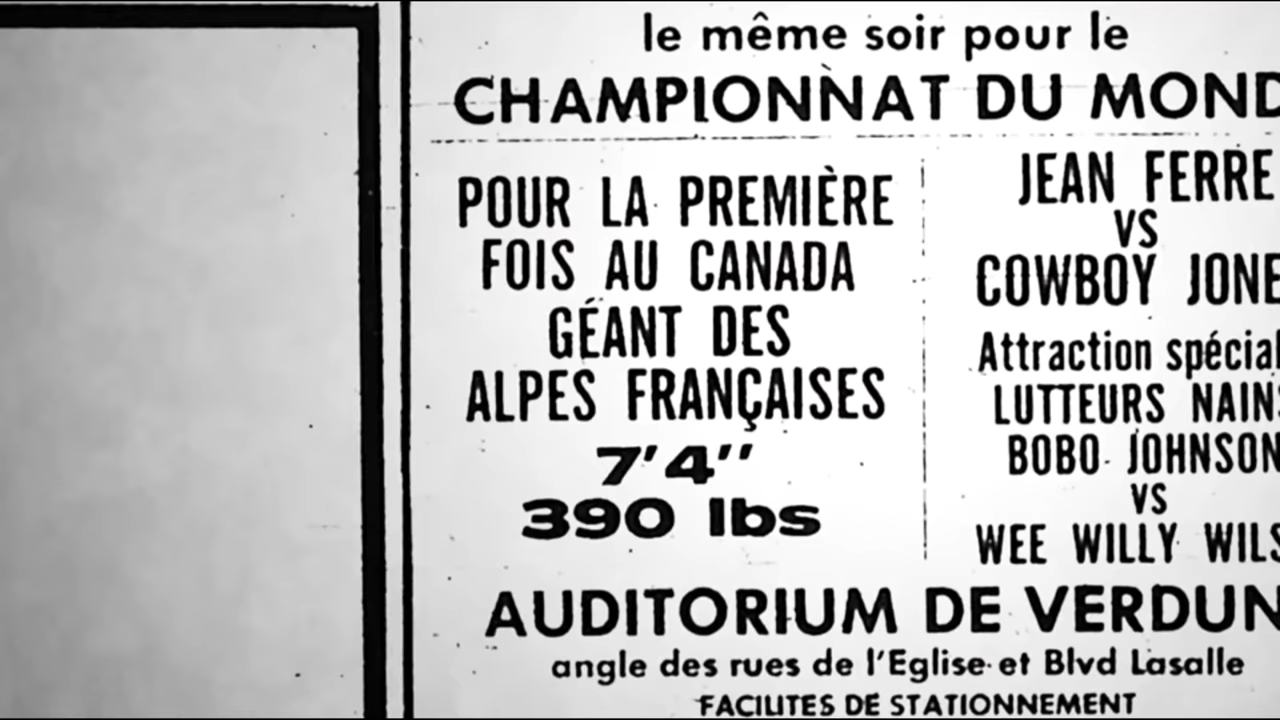 le même soir pour le
CHAMPIONNAT DU MOND
POUR LA PREMIÈRE
FOIS AU CANADA
GÉANT DES
ALPES FRANÇAISES
7'4"
390 lbs
JEAN FERRE
VS
COWBOY JONE
Attraction spécial
LUTTEURS NAINS
BOBO JOHNSON
VS
WEE WILLY WILS
AUDITORIUM DE VERDUN
angle des rues de l'Eglise et Blvd Lasalle
FACILITES DE STATIONNEMENT